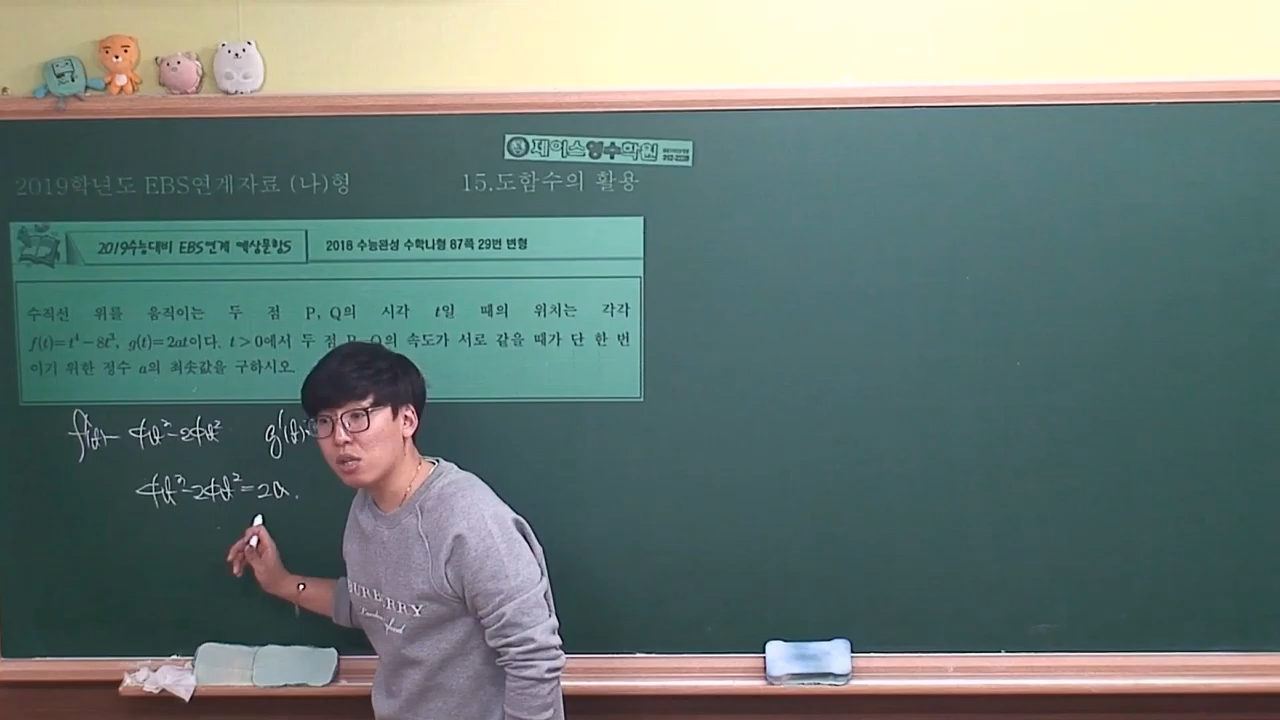 제이스영수학원
2019학년도 EBS연계자료 (나)형
15.도함수의 활용
2019수능대비 EBS연계 예상문항S
2018 수능완성 수학나형 87쪽 29번 변형
수직선 위를 움직이는 두 점 P, Q의 시각 t일 때의 위치는 각각
f(t)=t⁴-8t³, g(t)=2at이다. t>0에서 두 점 P, Q의 속도가 서로 같을 때가 단 한 번
이기 위한 정수 a의 최솟값을 구하시오
f'(t)= 4t³-24t² g'(t)=
4t³-24t²=2a.
BURBERRY